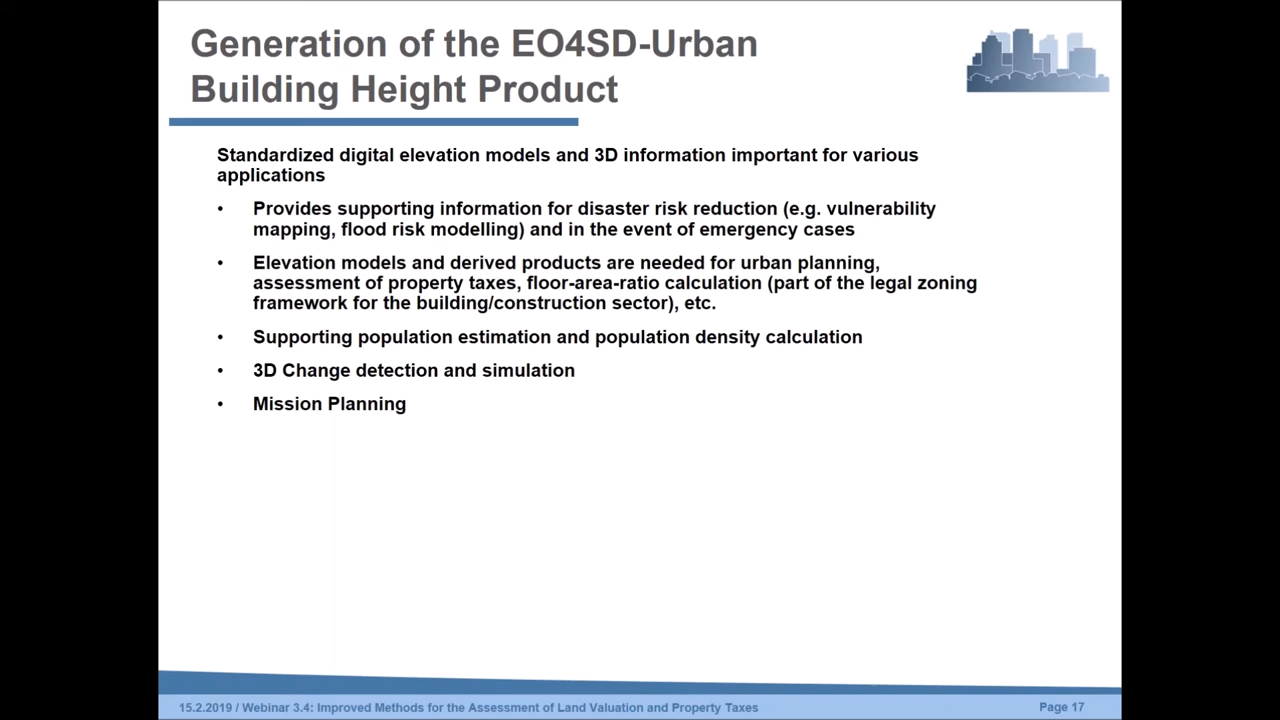 Generation of the EO4SD-Urban
Building Height Product
Standardized digital elevation models and 3D information important for various
applications
• Provides supporting information for disaster risk reduction (e.g. vulnerability
mapping, flood risk modelling) and in the event of emergency cases
• Elevation models and derived products are needed for urban planning,
assessment of property taxes, floor-area-ratio calculation (part of the legal zoning
framework for the building/construction sector), etc.
• Supporting population estimation and population density calculation
• 3D Change detection and simulation
• Mission Planning
15.2.2019 / Webinar 3.4: Improved Methods for the Assessment of Land Valuation and Property Taxes
Page 17